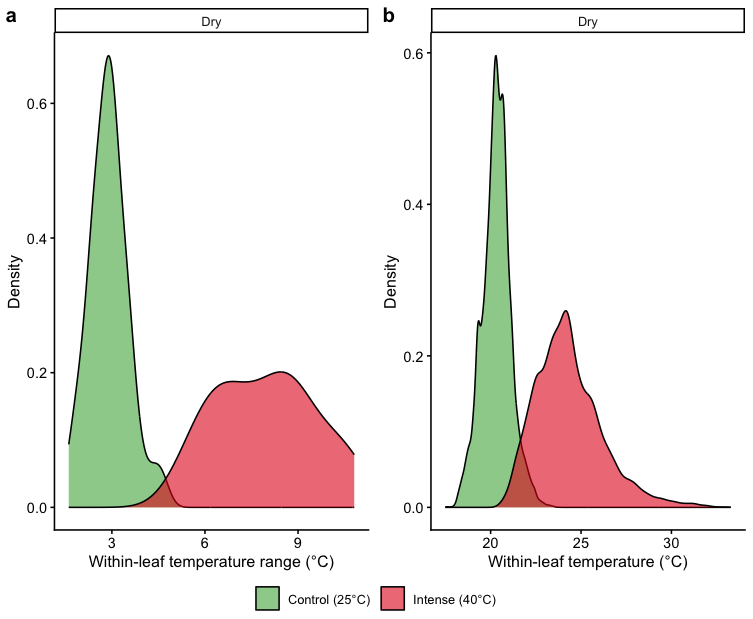 a
Dry
Density
0.6
0.4
0.2
0.0
3 6 9
Within-leaf temperature range (°C)
b
Dry
Density
0.6
0.4
0.2
0.0
20 25 30
Within-leaf temperature (°C)
Control (25°C) Intense (40°C)